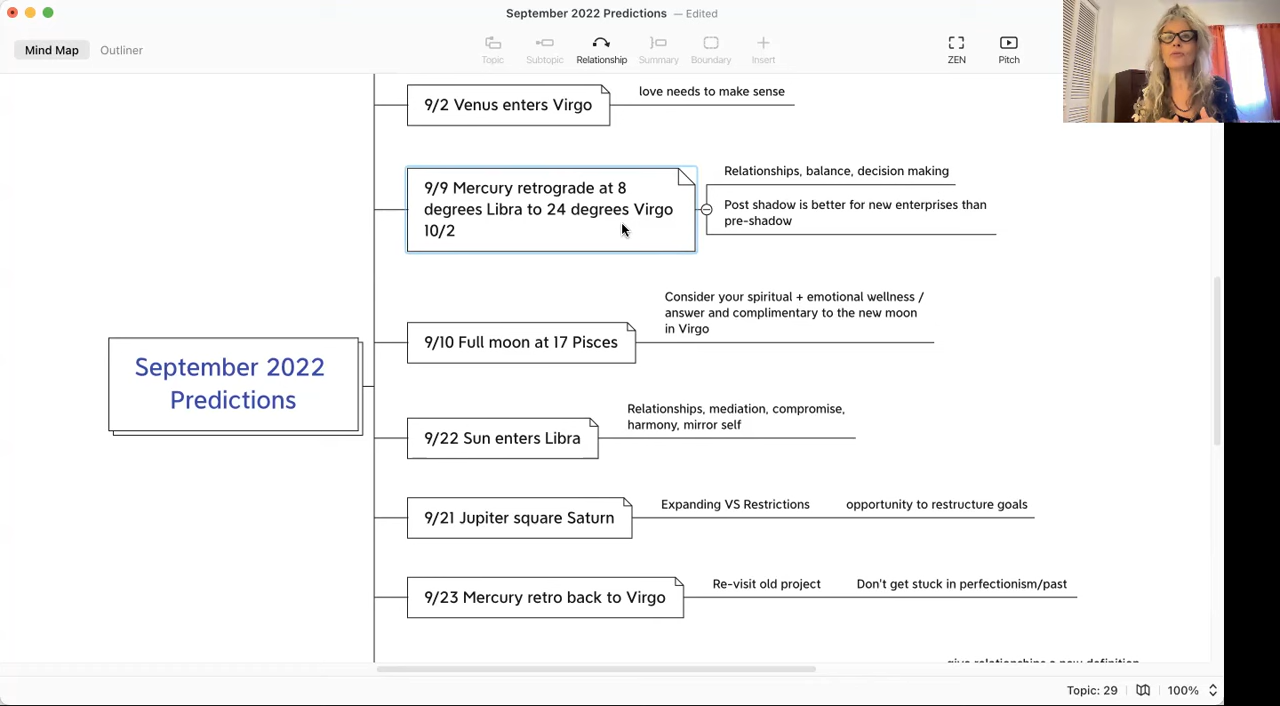 September 2022 Predictions — Edited
Mind Map
Outliner
Topic
Subtopic
Relationship
Summary
Boundary
Insert
ZEN
Pitch
9/2 Venus enters Virgo
love needs to make sense
9/9 Mercury retrograde at 8
degrees Libra to 24 degrees Virgo
10/2
Relationships, balance, decision making
Post shadow is better for new enterprises than
pre-shadow
9/10 Full moon at 17 Pisces
Consider your spiritual + emotional wellness /
answer and complimentary to the new moon
in Virgo
September 2022
Predictions
9/22 Sun enters Libra
Relationships, mediation, compromise,
harmony, mirror self
9/21 Jupiter square Saturn
Expanding VS Restrictions
opportunity to restructure goals
9/23 Mercury retro back to Virgo
Re-visit old project
Don't get stuck in perfectionism/past
give relationships a new definition
Topic: 29
100%